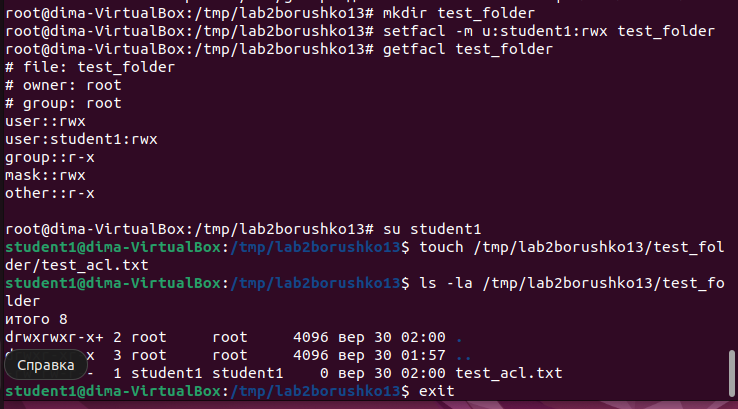 root@dima-VirtualBox:/tmp/lab2borushko13# mkdir test_folder
root@dima-VirtualBox:/tmp/lab2borushko13# setfacl -m u:student1:rwx test_folder
root@dima-VirtualBox:/tmp/lab2borushko13# getfacl test_folder
# file: test_folder
# owner: root
# group: root
user::rwx
user:student1:rwx
group::r-x
mask::rwx
other::r-x
root@dima-VirtualBox:/tmp/lab2borushko13# su student1
student1@dima-VirtualBox:/tmp/lab2borushko13$ touch /tmp/lab2borushko13/test_fol
der/test_acl.txt
student1@dima-VirtualBox:/tmp/lab2borushko13$ ls -la /tmp/lab2borushko13/test_fo
lder
итого 8
drwxrwxr-x+ 2 root root 4096 вер 30 02:00 .
x 3 root root 4096 вер 30 01:57 ..
- 1 student1 student1 0 вер 30 02:00 test_acl.txt
Справка
student1@dima-VirtualBox:/tmp/lab2borushko13$ exit